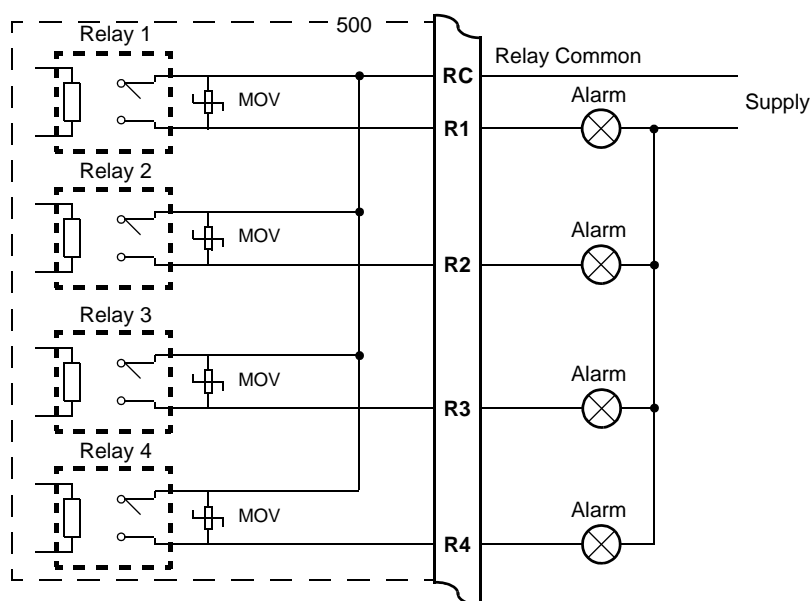 Relay 1
500
MOV
RC
Relay Common
Alarm
Supply
R1
Relay 2
MOV
Alarm
R2
Relay 3
MOV
Alarm
R3
Relay 4
MOV
Alarm
R4